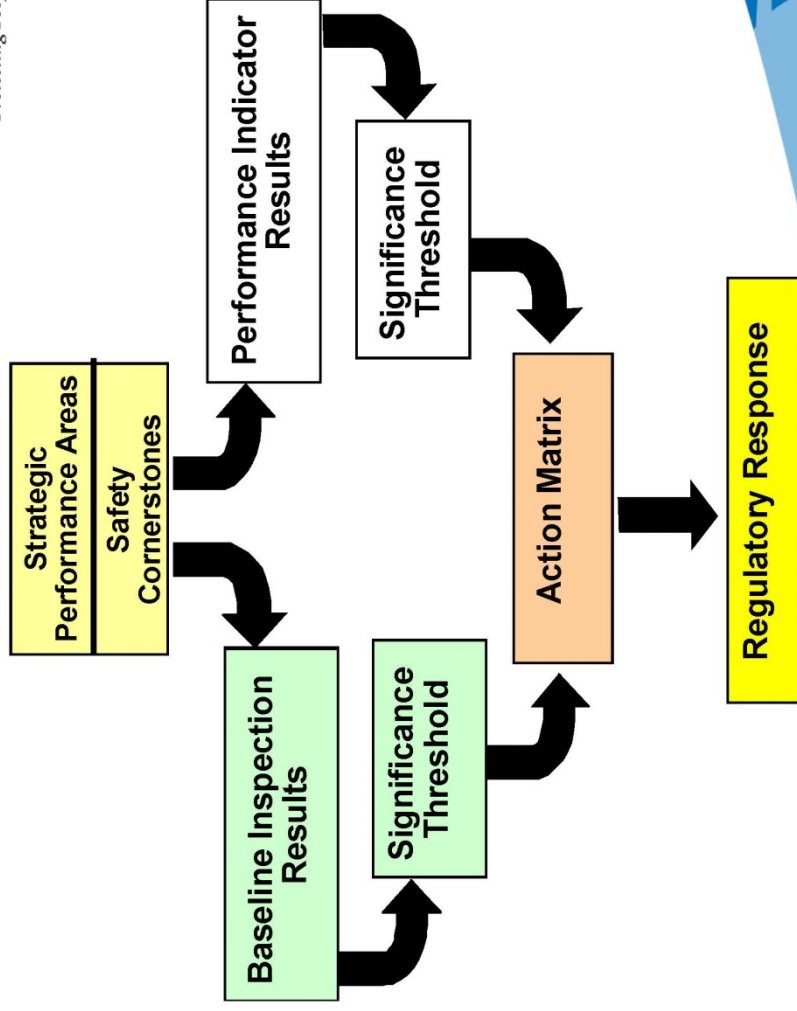 Strategic
Performance Areas
Safety
Cornerstones
Baseline Inspection
Results
Performance Indicator
Results
Significance
Threshold
Significance
Threshold
Action Matrix
Regulatory Response